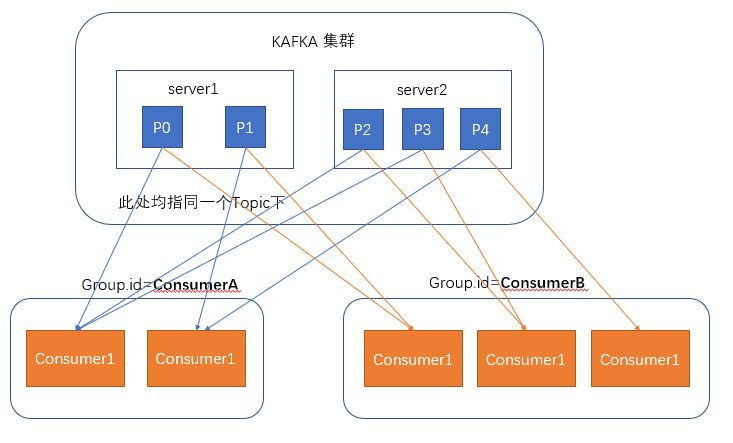 KAFKA 集群
server1
server2
P0
P1
P2
P3
P4
此处均指同一个Topic下
Group.id=ConsumerA
Group.id=ConsumerB
Consumer1
Consumer1
Consumer1
Consumer1
Consumer1